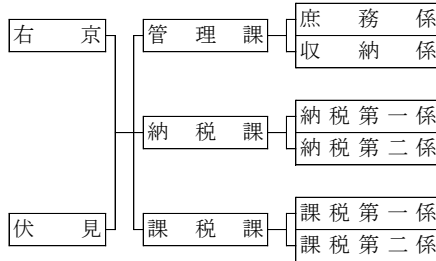 右京
管理課
庶務係
収納係
納税課
納税第一係
納税第二係
伏見
課税課
課税第一係
課税第二係